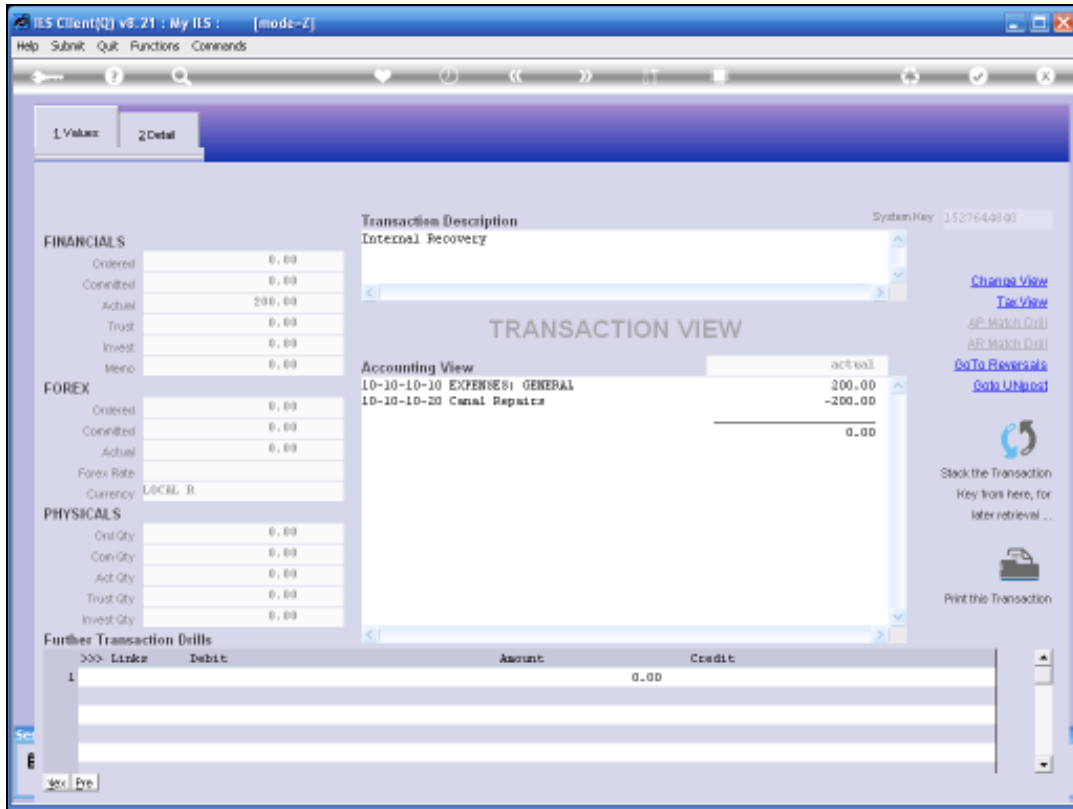 IES Client(Q) v8.21 : My IES : [mode-Z]
Help Submit Quit Functions Commands
1 Values 2 Detail
System Key 1527644840
Transaction Description
Internal Recovery
FINANCIALS
Ordered 0.00
Committed 0.00
Actual 200.00
Trust 0.00
Invest 0.00
Memo 0.00
FOREX
Ordered 0.00
Committed 0.00
Actual 0.00
Forex Rate
Currency LOCAL R
PHYSICALS
Ord Qty 0.00
Com Qty 0.00
Act Qty 0.00
Trust Qty 0.00
Invest Qty 0.00
TRANSACTION VIEW
Accounting View actual
10-10-10-10 EXPENSES: GENERAL 200.00
10-10-10-20 Canal Repairs -200.00
0.00
Change View
Tax View
AP Match Drill
AR Match Drill
GoTo Reversals
Goto UNpost
Stack the Transaction
Key from here, for
later retrieval ...
Print this Transaction
Further Transaction Drills
>>> Links Debit Amount Credit
1 0.00
Nex Pre